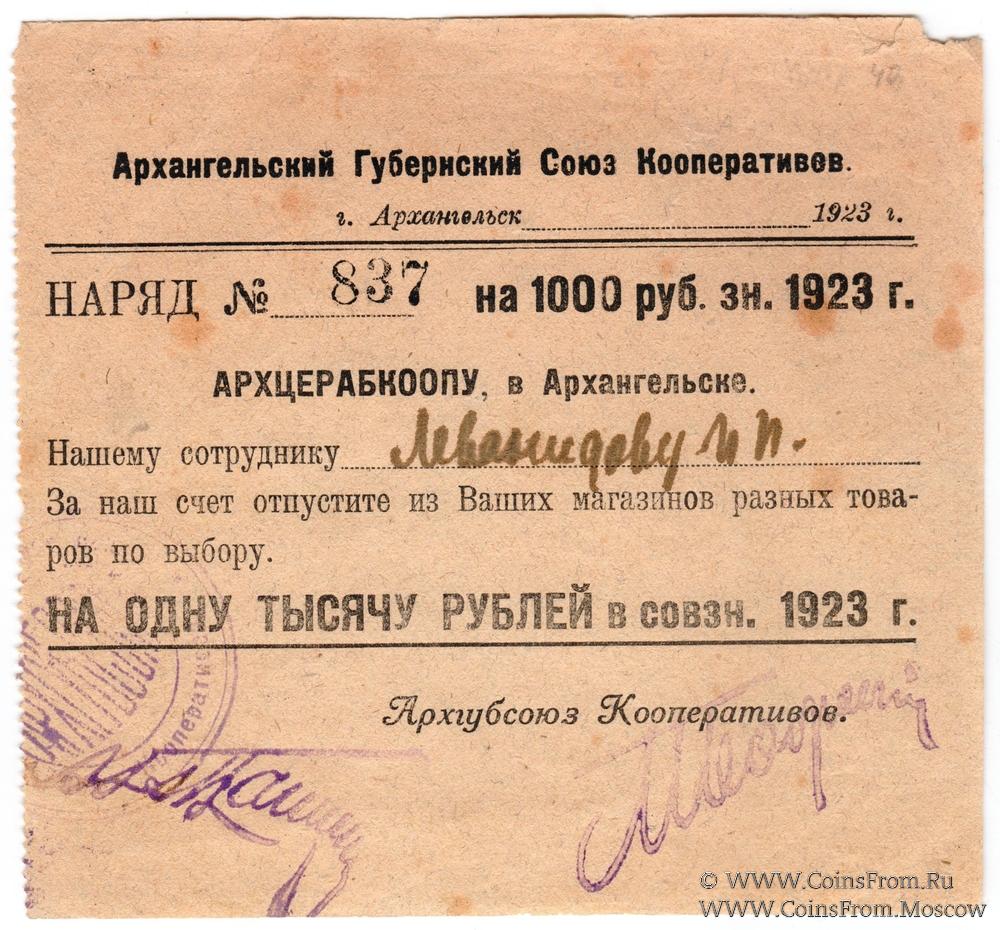 Архангельский Губернский Союз Кооперативов.
г. Архангельск 1923 г.
НАРЯД № 837 на 1000 руб. зн. 1923 г.
АРХЦЕРАБКООПУ, в Архангельске.
Нашему сотруднику Леванидову И П.
За наш счет отпустите из Ваших магазинов разных това-
ров по выбору.
НА ОДНУ ТЫСЯЧУ РУБЛЕЙ в совзн. 1923 г.
Архгубсоюз Кооперативов.
© WWW.CoinsFrom.Ru
WWW.CoinsFrom.Moscow